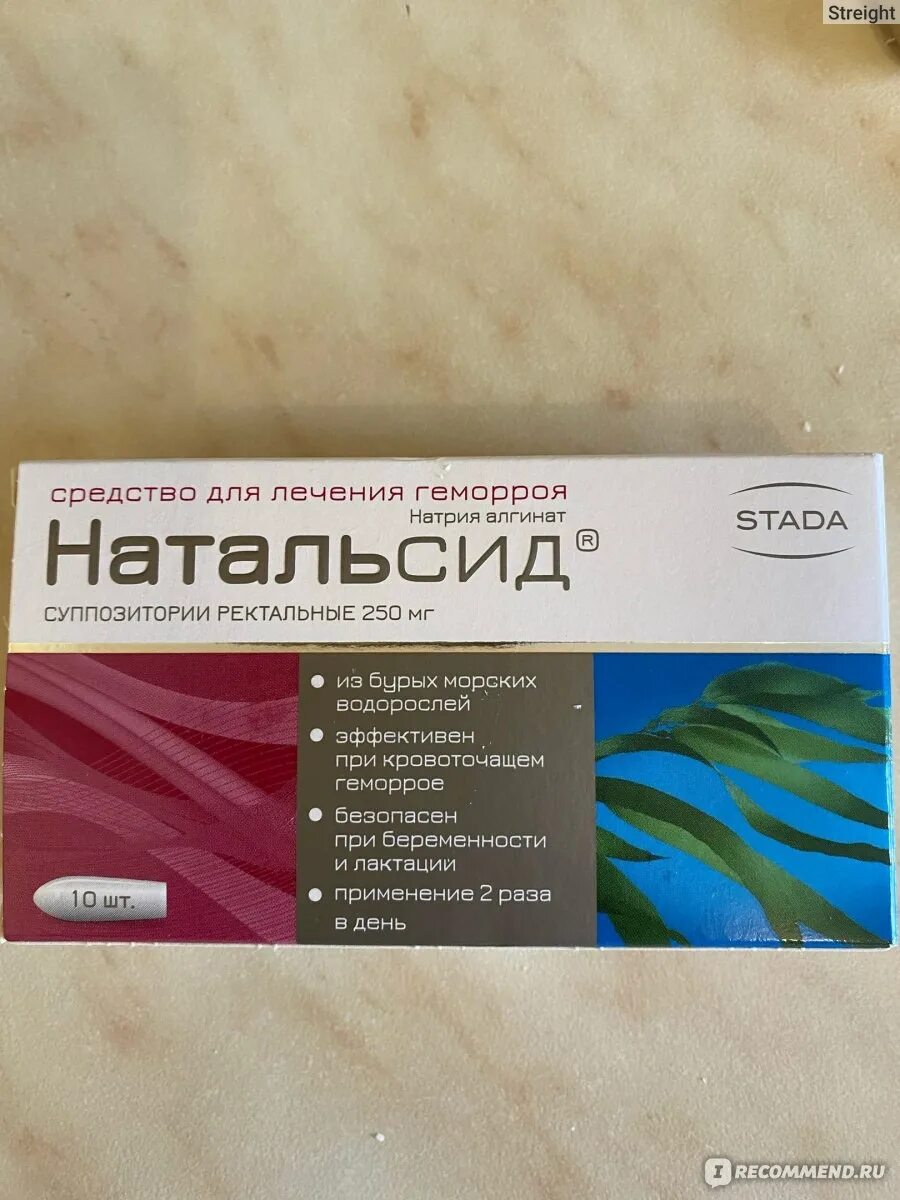 Streight
средство для лечения геморроя
Натрия алгинат
Натальсид®
STADA
суппозитории ректальные 250 мг
● из бурых морских
водорослей
● эффективен
при кровоточащем
геморрое
● безопасен
при беременности
и лактации
● применение 2 раза
в день
10 шт.
I RECOMMEND.RU